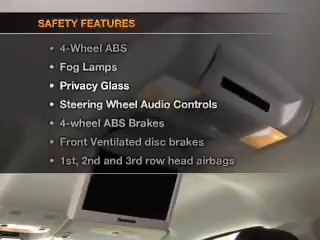 SAFETY FEATURES
• 4-Wheel ABS
• Fog Lamps
• Privacy Glass
• Steering Wheel Audio Controls
• 4-wheel ABS Brakes
• Front Ventilated disc brakes
• 1st, 2nd and 3rd row head airbags